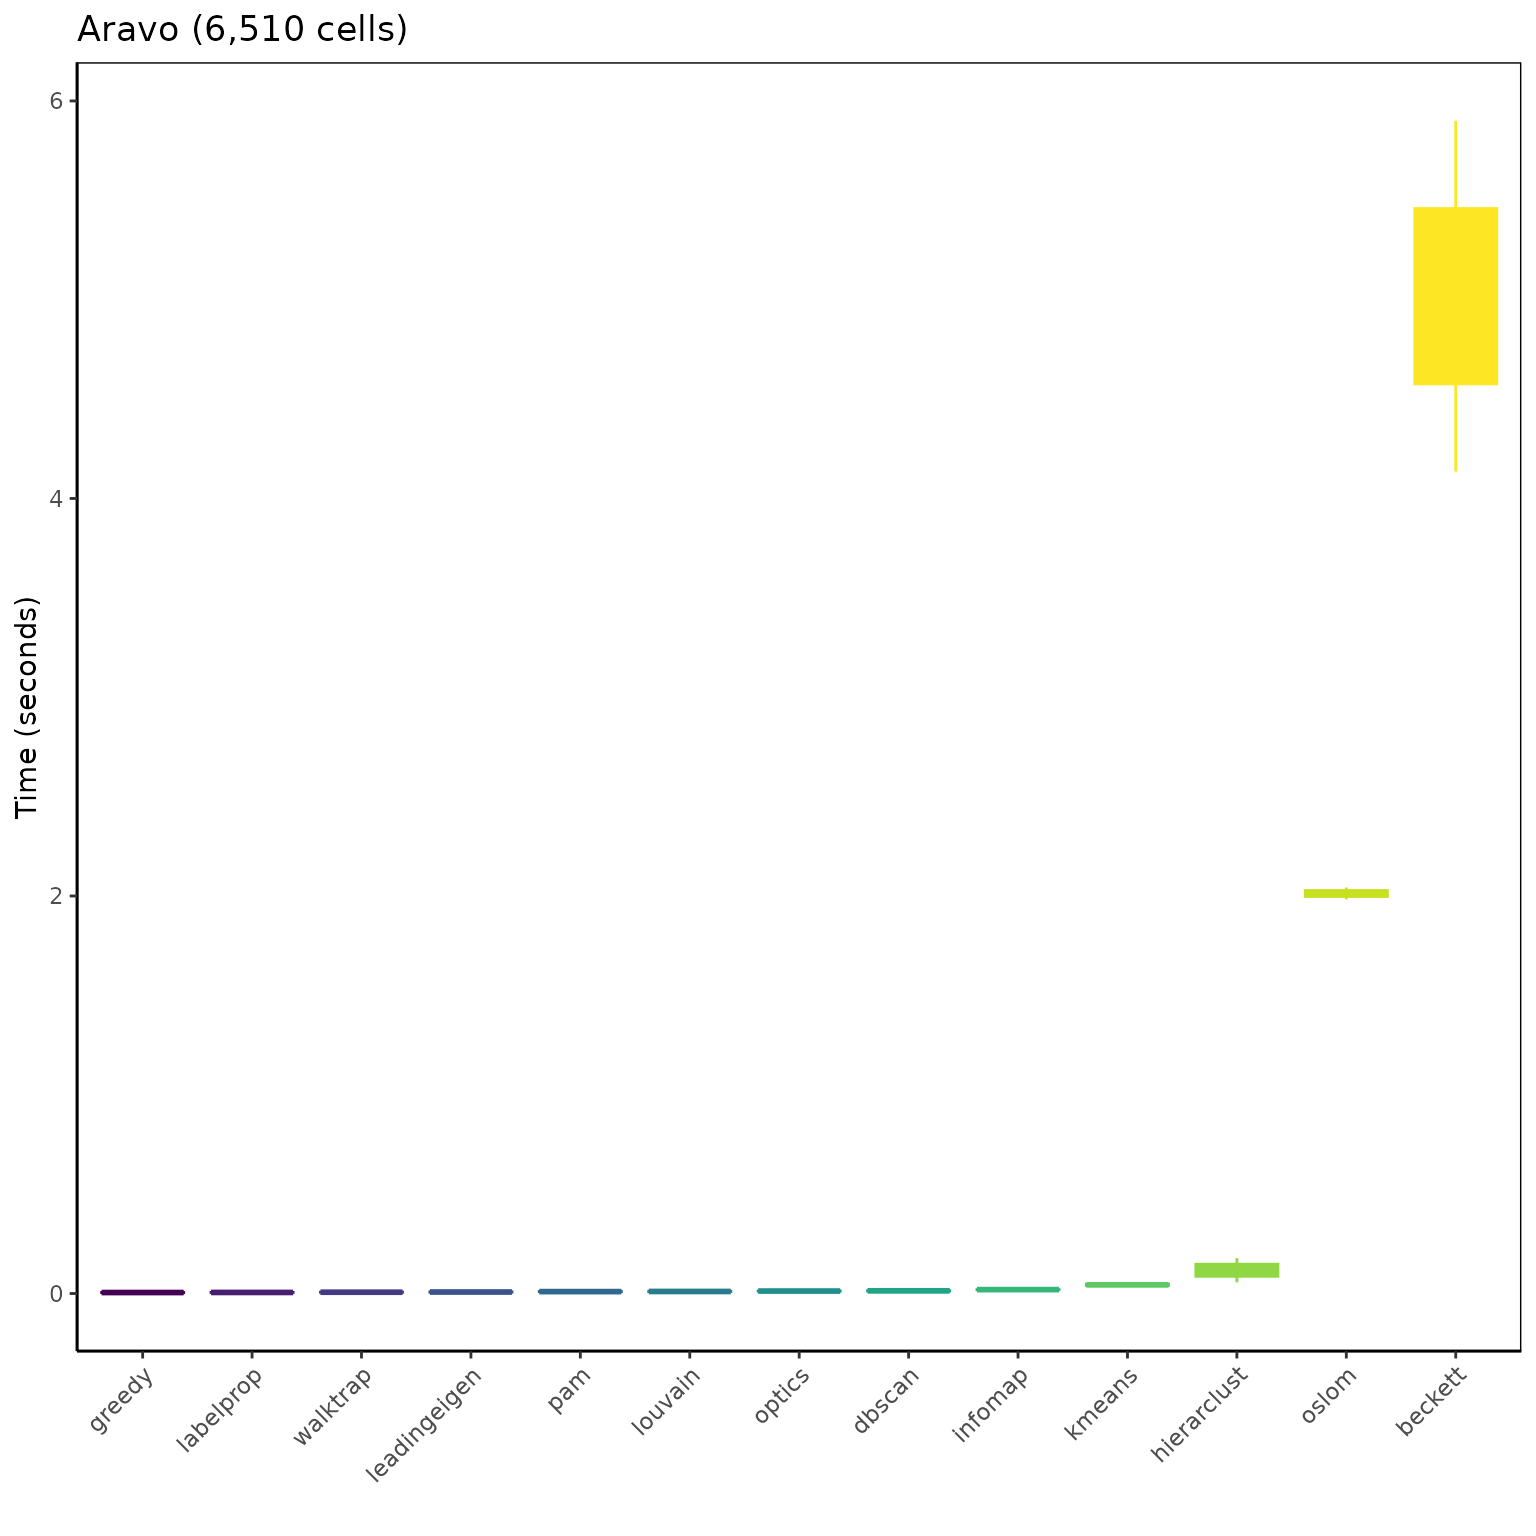 Aravo (6,510 cells)
Time (seconds)
6
4
2
0
greedy
labelprop
walktrap
leadingeigen
pam
louvain
optics
dbscan
infomap
kmeans
hierarclust
oslom
beckett